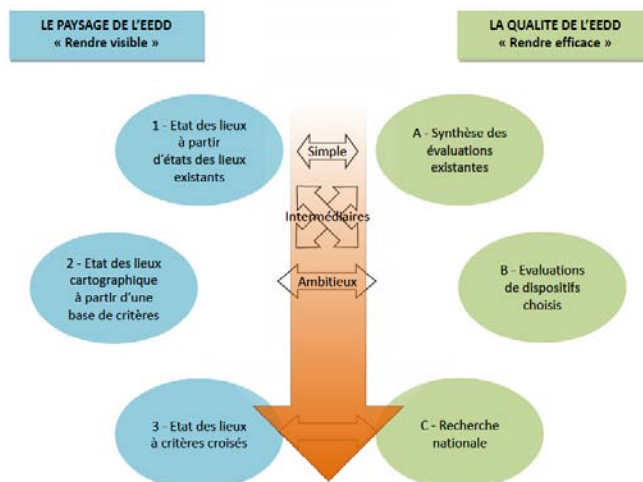 LE PAYSAGE DE L'EEDD
« Rendre visible »
LA QUALITE DE L'EEDD
« Rendre efficace »
1 - Etat des lieux
à partir
d'états des lieux
existants
Simple
A - Synthèse des
évaluations
existantes
Intermédiaires
2 - Etat des lieux
cartographique
à partir d'une
base de critères
Ambitieux
B - Evaluations
de dispositifs
choisis
3 - Etat des lieux
à critères croisés
C - Recherche
nationale